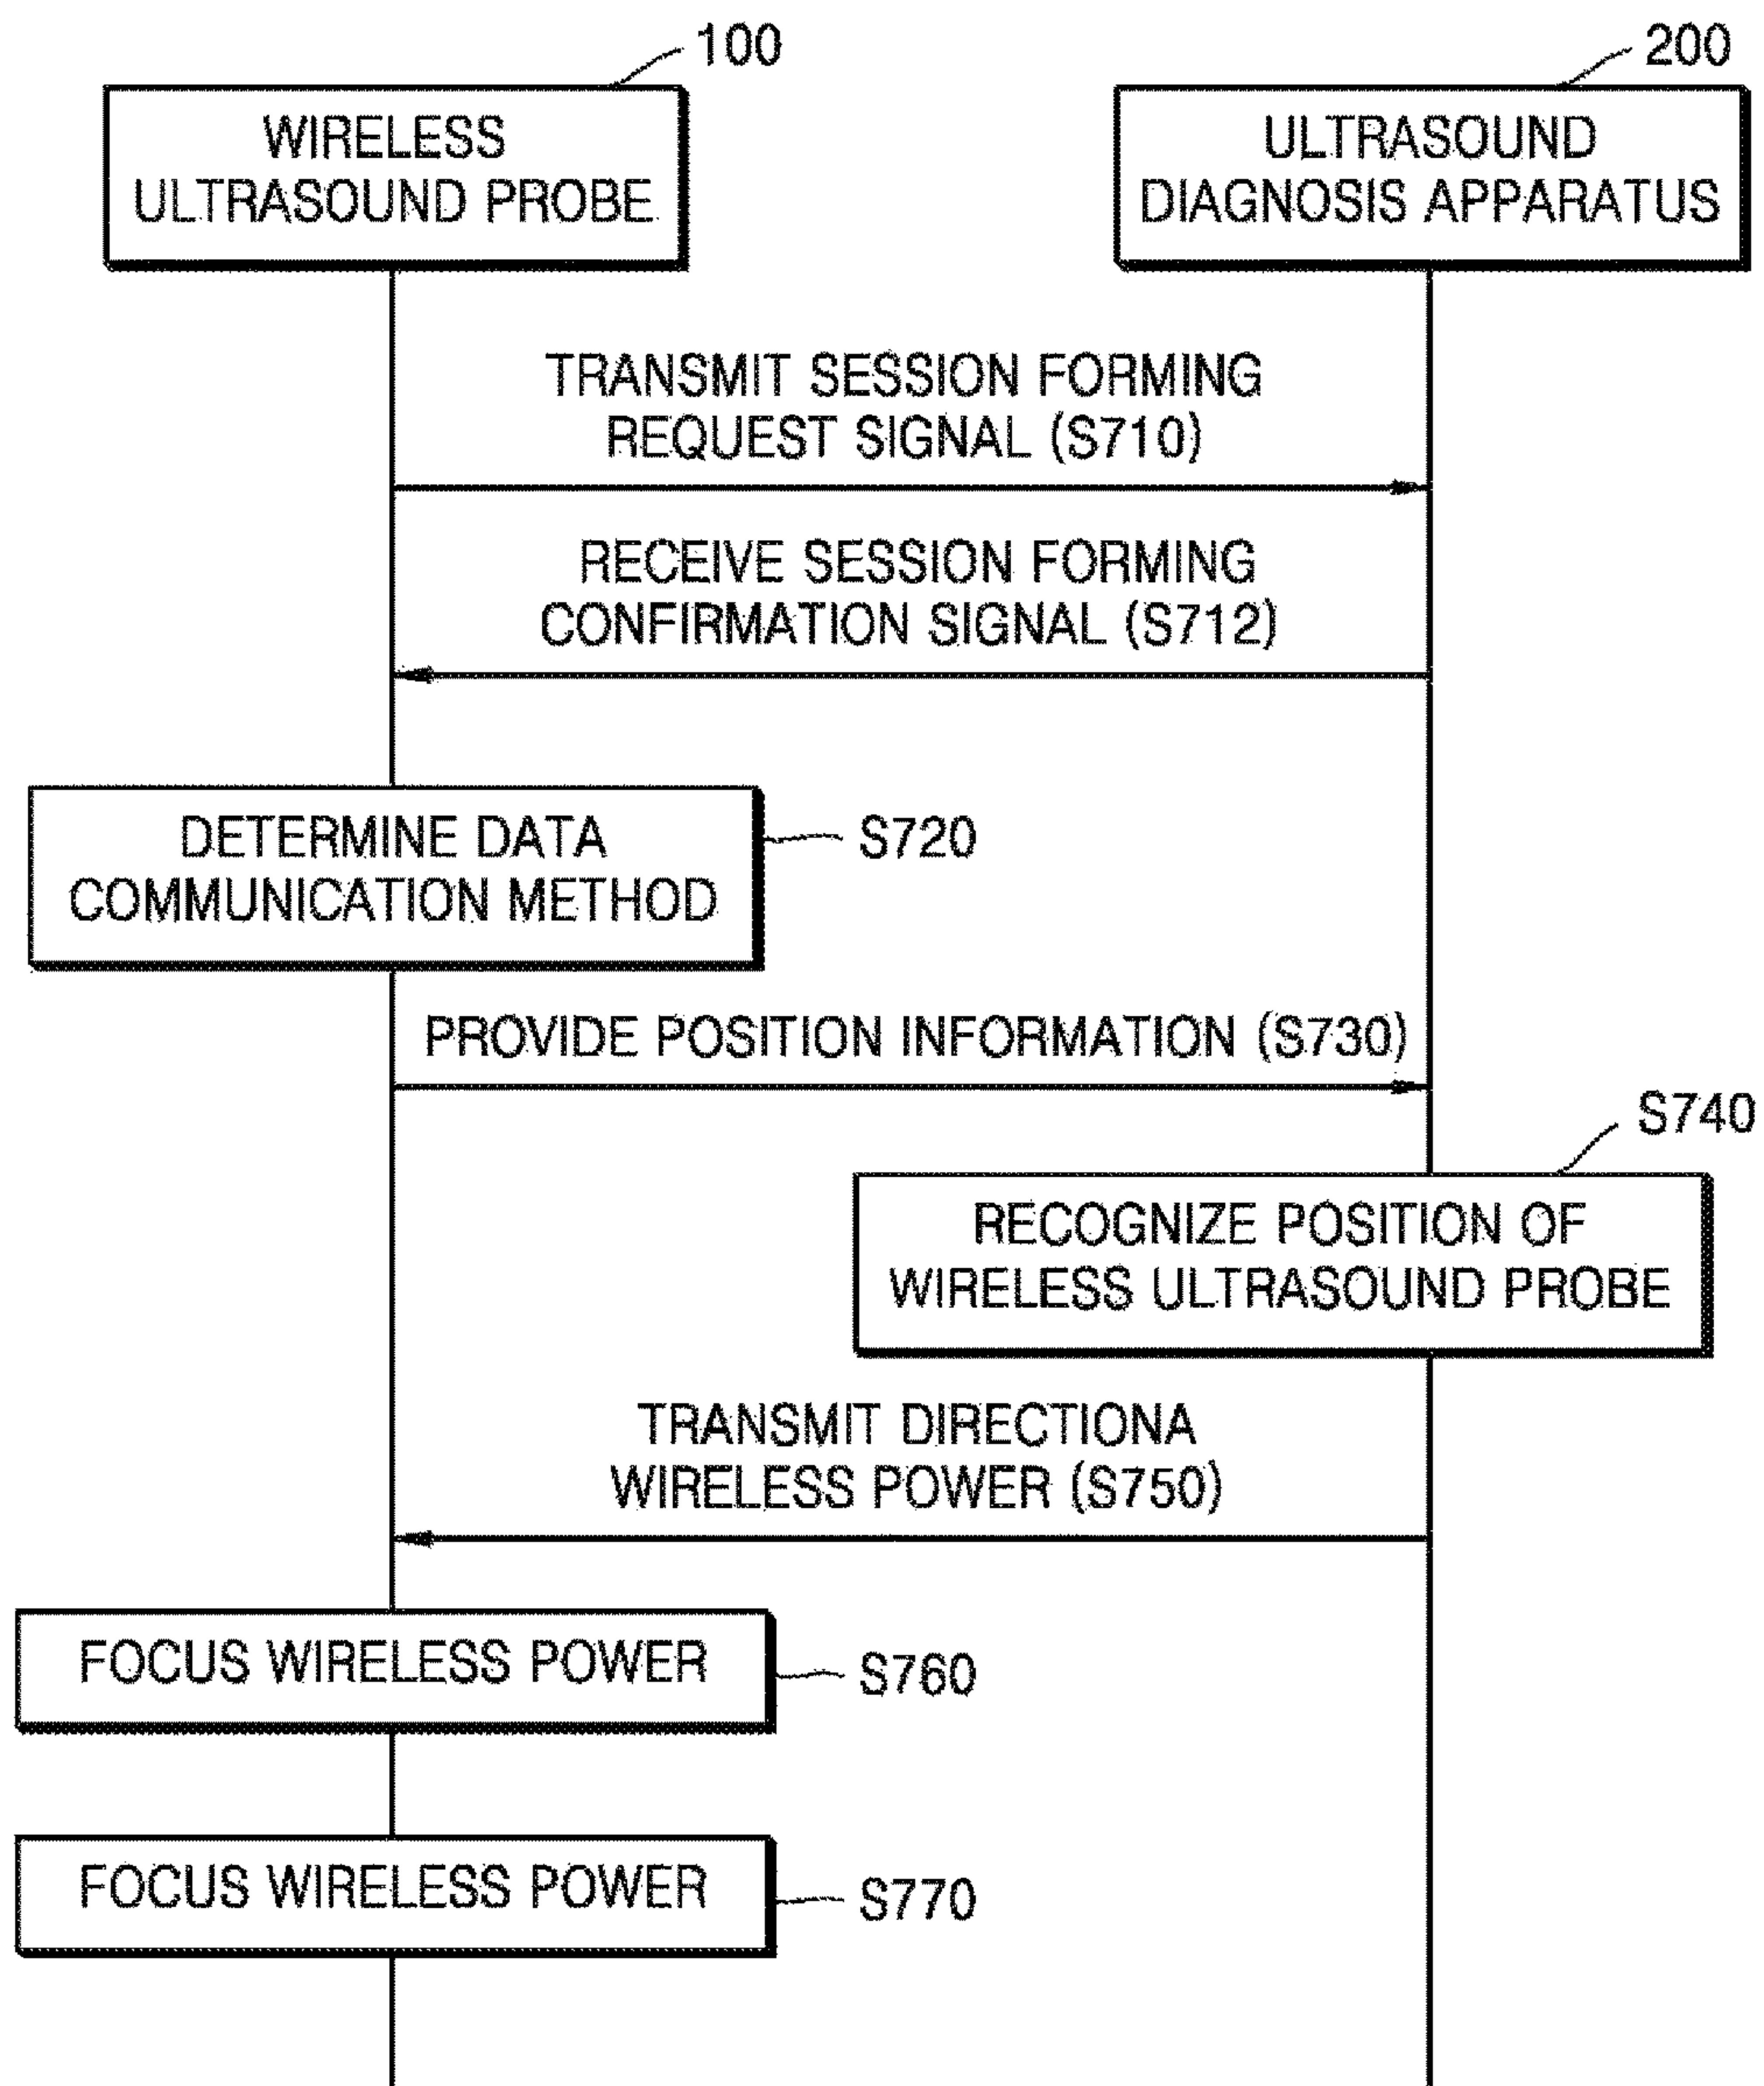 100
200
WIRELESS
ULTRASOUND PROBE
ULTRASOUND
DIAGNOSIS APPARATUS
TRANSMIT SESSION FORMING
REQUEST SIGNAL (S710)
RECEIVE SESSION FORMING
CONFIRMATION SIGNAL (S712)
DETERMINE DATA
COMMUNICATION METHOD
S720
PROVIDE POSITION INFORMATION (S730)
S740
RECOGNIZE POSITION OF
WIRELESS ULTRASOUND PROBE
TRANSMIT DIRECTIONA
WIRELESS POWER (S750)
FOCUS WIRELESS POWER
S760
FOCUS WIRELESS POWER
S770